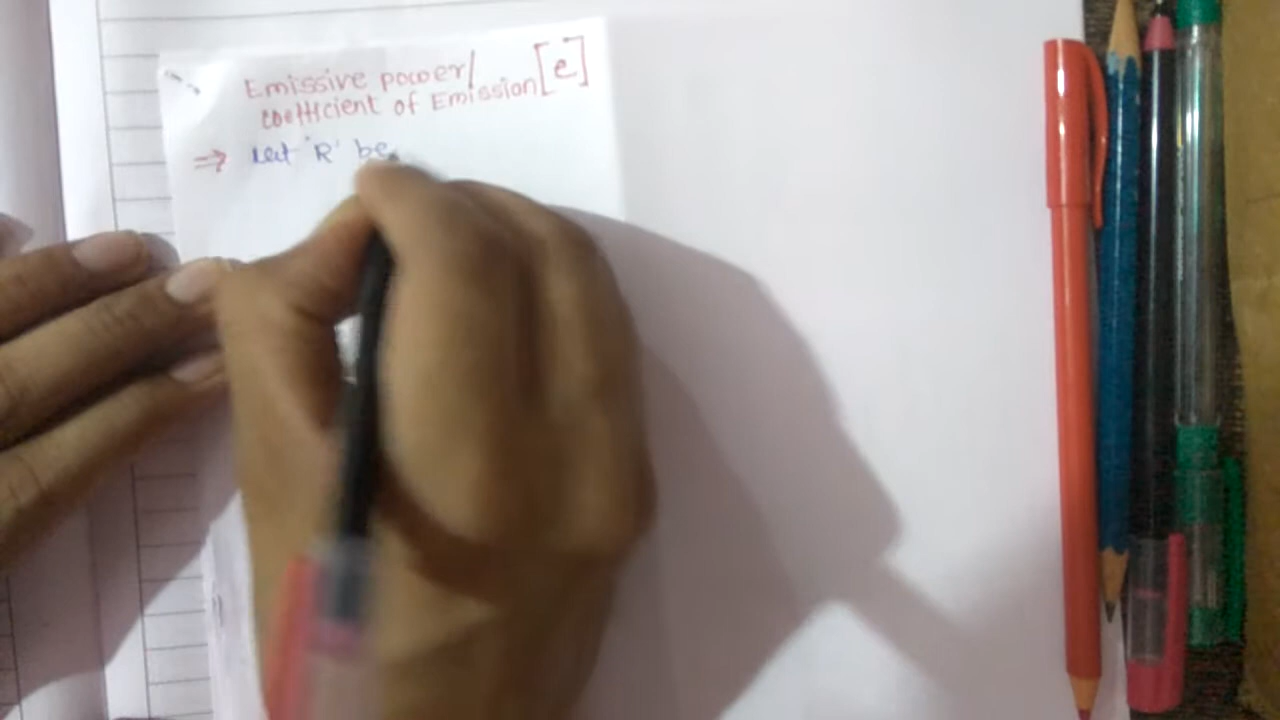 Emissive power/
coefficient of Emission [e]
⇒ Let 'R' be